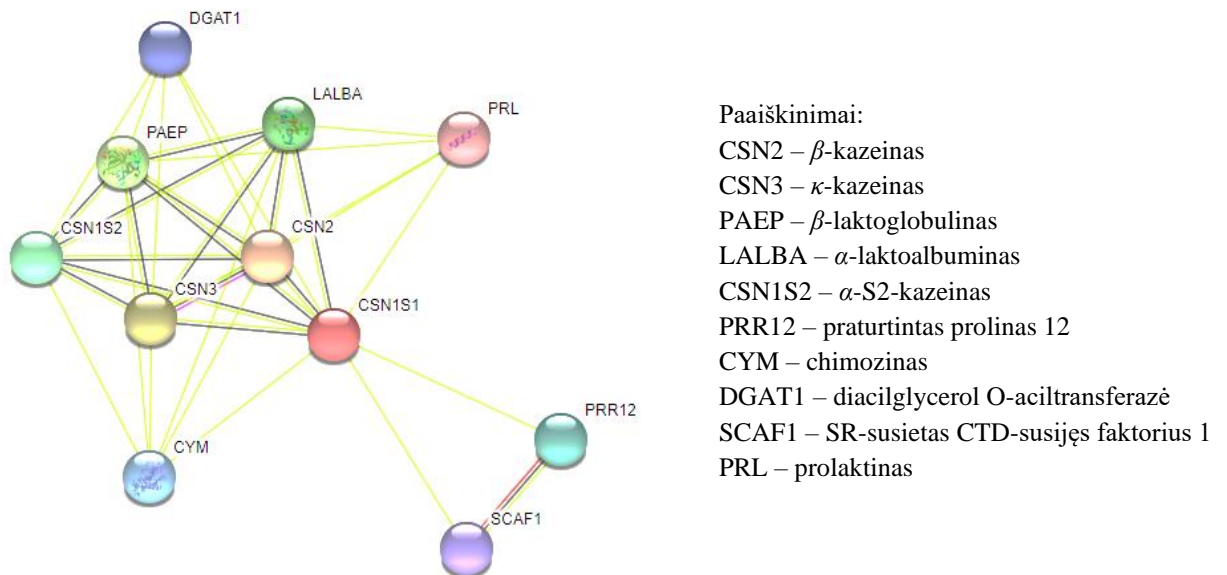 DGAT1
LALBA
PRL
PAEP
CSN1S2
CSN2
CSN3
CSN1S1
PRR12
CYM
SCAF1
Paaiškinimai:
CSN2 – β-kazeinas
CSN3 – κ-kazeinas
PAEP – β-laktoglobulinas
LALBA – α-laktoalbuminas
CSN1S2 – α-S2-kazeinas
PRR12 – praturtintas prolinas 12
CYM – chimozinas
DGAT1 – diacilglycerol O-aciltransferazė
SCAF1 – SR-susietas CTD-susijęs faktorius 1
PRL – prolaktinas